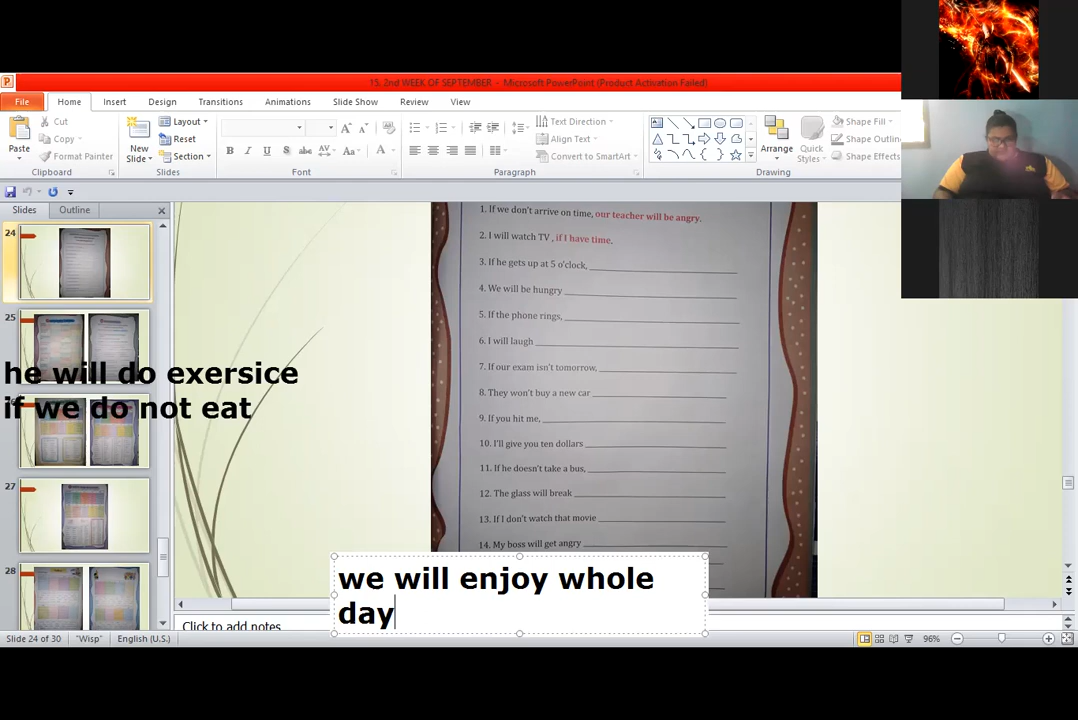 15. 2nd WEEK OF SEPTEMBER - Microsoft PowerPoint (Product Activation Failed)
File Home Insert Design Transitions Animations Slide Show Review View
Cut
Copy
Format Painter
Paste
Clipboard
New
Slide
Layout
Reset
Section
Slides
B I U S abc AV Aa A
Font
Text Direction
Align Text
Convert to SmartArt
Paragraph
Arrange
Quick
Styles
Shape Fill
Shape Outline
Shape Effects
Drawing
Slides Outline
24
25
27
28
1. If we don't arrive on time, our teacher will be angry.
2. I will watch TV , if I have time.
3. If he gets up at 5 o'clock,
4. We will be hungry
5. If the phone rings,
6. I will laugh
7. If our exam isn't tomorrow,
8. They won't buy a new car
9. If you hit me,
10. I'll give you ten dollars
11. If he doesn't take a bus,
12. The glass will break
13. If I don't watch that movie
14. My boss will get angry
he will do exersice
if we do not eat
we will enjoy whole
day
Click to add notes
Slide 24 of 30 "Wisp" English (U.S.) 96%